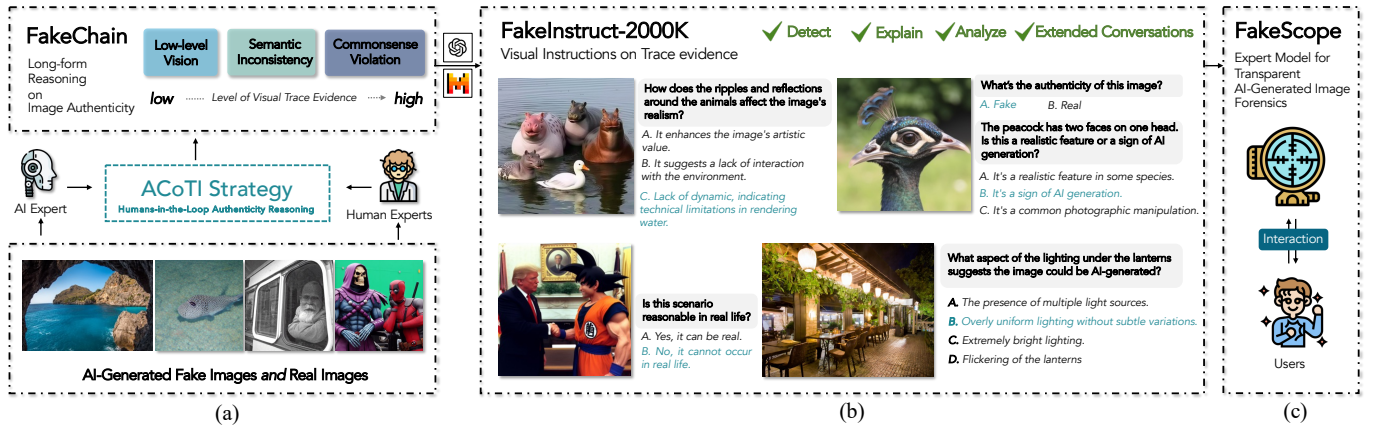 FakeChain
Long-form
Reasoning
on
Image Authenticity
Low-level
Vision
Semantic
Inconsistency
Commonsense
Violation
low
Level of Visual Trace Evidence
high
AI Expert
ACoTI Strategy
Humans-in-the-Loop Authenticity Reasoning
Human Experts
AI-Generated Fake Images and Real Images
(a)
FakeInstruct-2000K
Visual Instructions on Trace evidence
Detect
Explain
Analyze
Extended Conversations
How does the ripples and reflections
around the animals affect the image's
realism?
A. It enhances the image's artistic
value.
B. It suggests a lack of interaction
with the environment.
C. Lack of dynamic, indicating
technical limitations in rendering
water.
What's the authenticity of this image?
A. Fake B. Real
The peacock has two faces on one head.
Is this a realistic feature or a sign of AI
generation?
A. It's a realistic feature in some species.
B. It's a sign of AI generation.
C. It's a common photographic manipulation.
Is this scenario
reasonable in real life?
A. Yes, it can be real.
B. No, it cannot occur
in real life.
What aspect of the lighting under the lanterns
suggests the image could be AI-generated?
A. The presence of multiple light sources.
B. Overly uniform lighting without subtle variations.
C. Extremely bright lighting.
D. Flickering of the lanterns
(b)
FakeScope
Expert Model for
Transparent
AI-Generated Image
Forensics
Interaction
Users
(c)